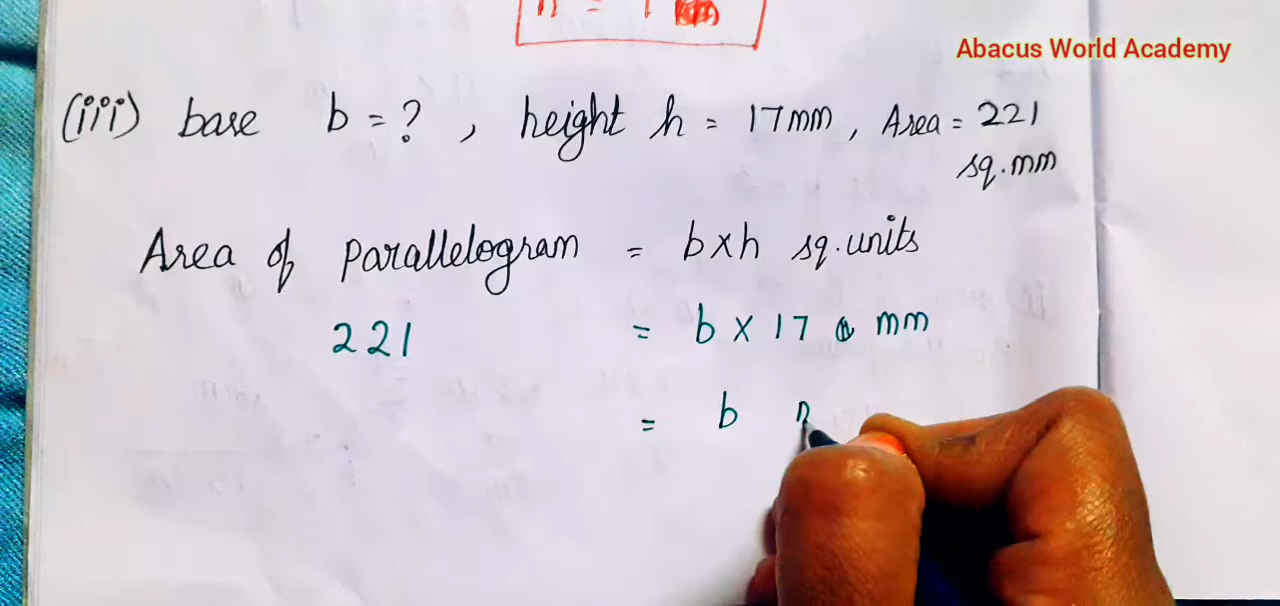 Abacus World Academy
(iii) base b = ? , height h = 17mm, Area = 221
sq.mm
Area of parallelogram = b x h sq.units
221 = b x 17 mm
= b